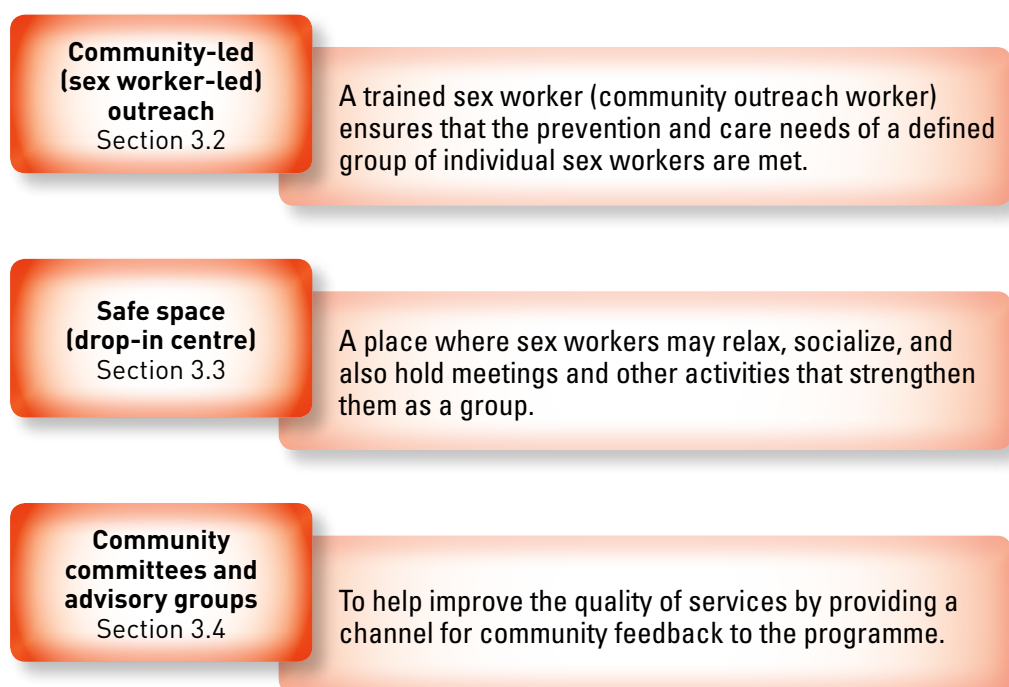 Community-led
(sex worker-led)
outreach
Section 3.2
A trained sex worker (community outreach worker)
ensures that the prevention and care needs of a defined
group of individual sex workers are met.
Safe space
(drop-in centre)
Section 3.3
A place where sex workers may relax, socialize, and
also hold meetings and other activities that strengthen
them as a group.
Community
committees and
advisory groups
Section 3.4
To help improve the quality of services by providing a
channel for community feedback to the programme.